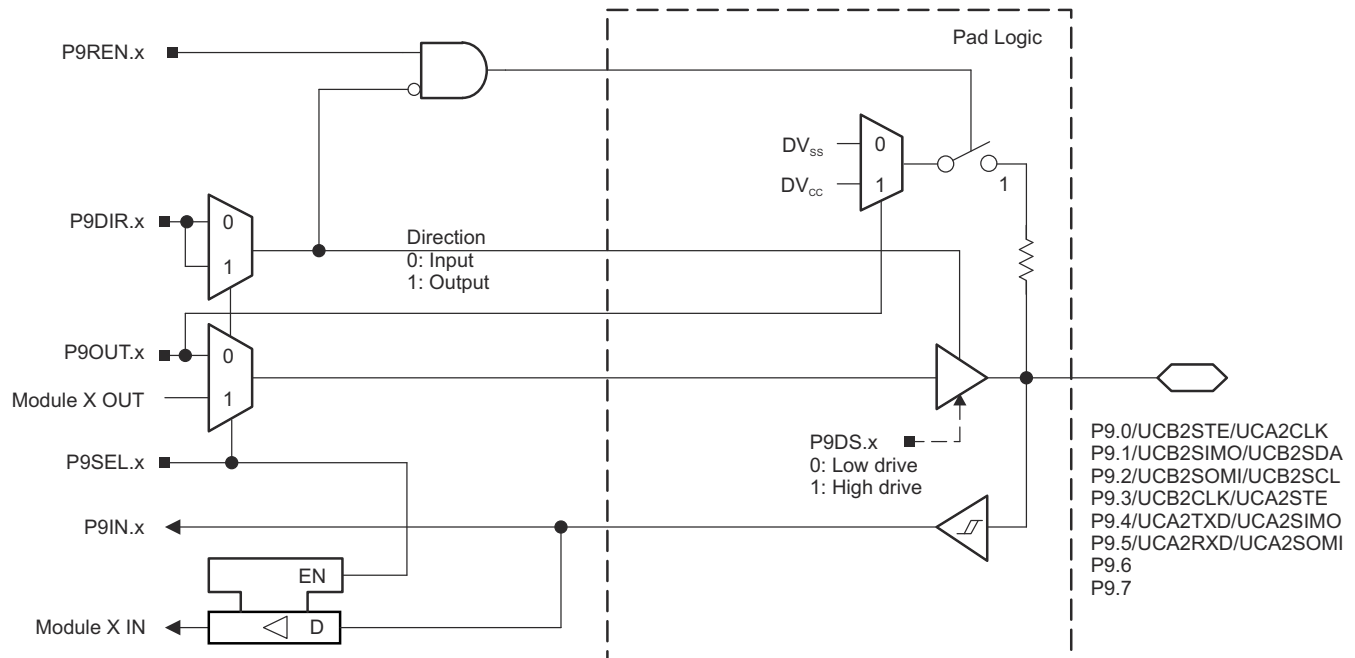 Pad Logic
P9REN.x
DVSS
0
DVCC
1
1
P9DIR.x
0
1
Direction
0: Input
1: Output
P9OUT.x
0
Module X OUT
1
P9DS.x
0: Low drive
1: High drive
P9SEL.x
P9IN.x
EN
Module X IN
D
P9.0/UCB2STE/UCA2CLK
P9.1/UCB2SIMO/UCB2SDA
P9.2/UCB2SOMI/UCB2SCL
P9.3/UCB2CLK/UCA2STE
P9.4/UCA2TXD/UCA2SIMO
P9.5/UCA2RXD/UCA2SOMI
P9.6
P9.7